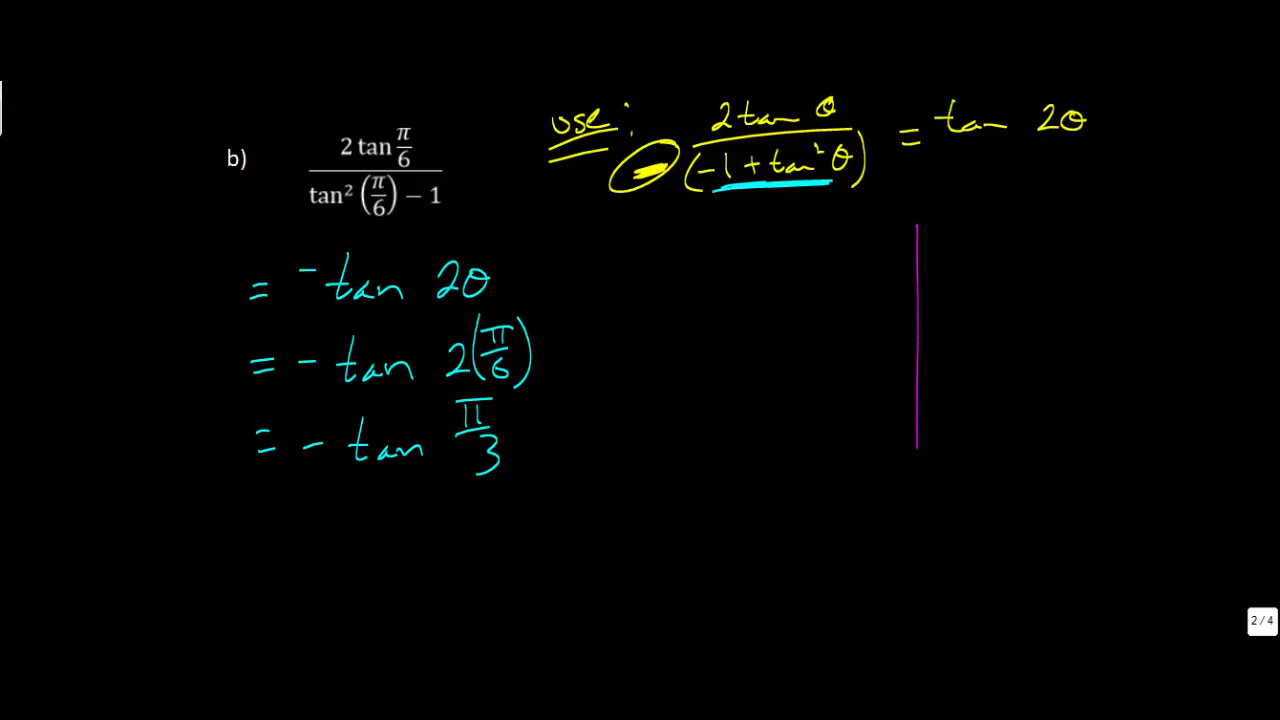 use: 2 tan θ / -(-1 + tan² θ) = tan 2θ
b) 2 tan π/6 / tan² (π/6) − 1
= - tan 2θ
= - tan 2(π/6)
= - tan π/3
2 / 4